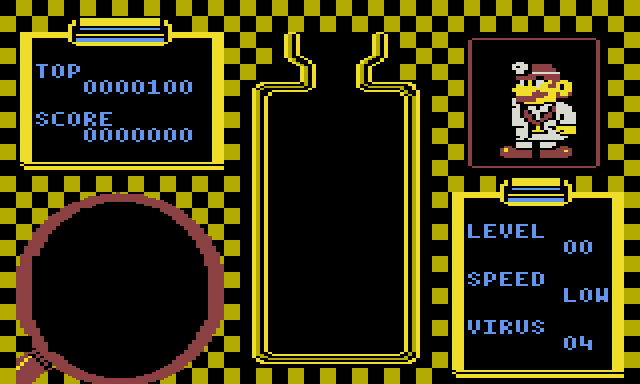 TOP
0000100
SCORE
0000000
LEVEL
00
SPEED
LOW
VIRUS
04